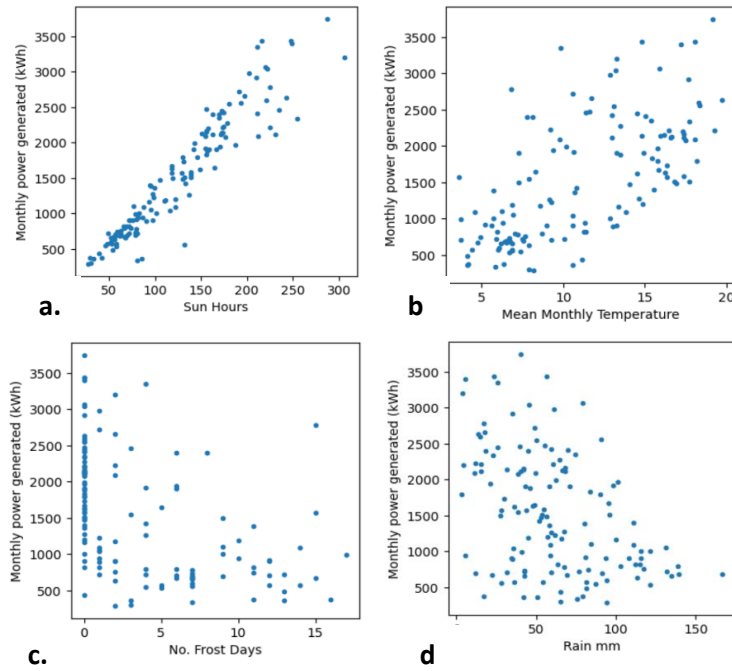 3500
3000
2500
2000
1500
1000
500
Monthly power generated (kWh)
50 100 150 200 250 300
Sun Hours
a.
3500
3000
2500
2000
1500
1000
500
Monthly power generated (kWh)
5 10 15 20
Mean Monthly Temperature
b
3500
3000
2500
2000
1500
1000
500
Monthly power generated (kWh)
0 5 10 15
No. Frost Days
c.
3500
3000
2500
2000
1500
1000
500
Monthly power generated (kWh)
0 50 100 150
Rain mm
d